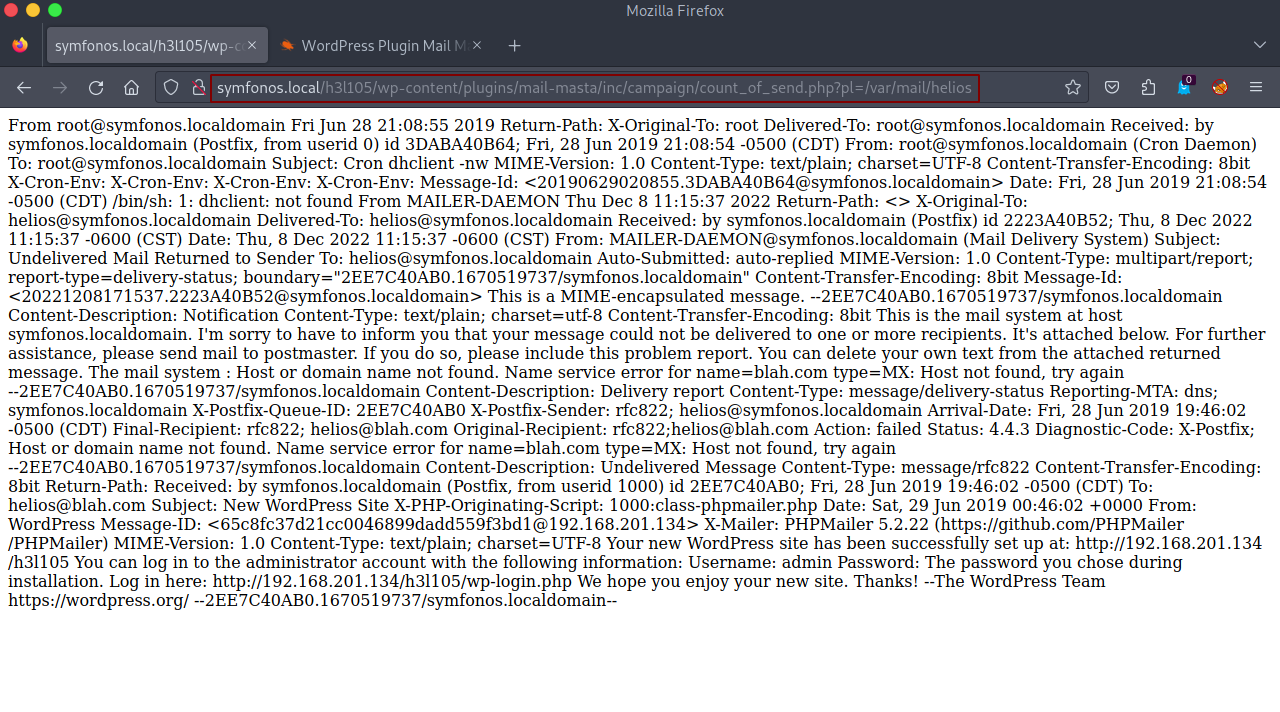 Mozilla Firefox
symfonos.local/h3l105/wp-c
WordPress Plugin Mail M
symfonos.local/h3l105/wp-content/plugins/mail-masta/inc/campaign/count_of_send.php?pl=/var/mail/helios
0
From root@symfonos.localdomain Fri Jun 28 21:08:55 2019 Return-Path: X-Original-To: root Delivered-To: root@symfonos.localdomain Received: by
symfonos.localdomain (Postfix, from userid 0) id 3DABA40B64; Fri, 28 Jun 2019 21:08:54 -0500 (CDT) From: root@symfonos.localdomain (Cron Daemon)
To: root@symfonos.localdomain Subject: Cron dhclient -nw MIME-Version: 1.0 Content-Type: text/plain; charset=UTF-8 Content-Transfer-Encoding: 8bit
X-Cron-Env: X-Cron-Env: X-Cron-Env: X-Cron-Env: Message-Id: <20190629020855.3DABA40B64@symfonos.localdomain> Date: Fri, 28 Jun 2019 21:08:54
-0500 (CDT) /bin/sh: 1: dhclient: not found From MAILER-DAEMON Thu Dec 8 11:15:37 2022 Return-Path: <> X-Original-To:
helios@symfonos.localdomain Delivered-To: helios@symfonos.localdomain Received: by symfonos.localdomain (Postfix) id 2223A40B52; Thu, 8 Dec 2022
11:15:37 -0600 (CST) Date: Thu, 8 Dec 2022 11:15:37 -0600 (CST) From: MAILER-DAEMON@symfonos.localdomain (Mail Delivery System) Subject:
Undelivered Mail Returned to Sender To: helios@symfonos.localdomain Auto-Submitted: auto-replied MIME-Version: 1.0 Content-Type: multipart/report;
report-type=delivery-status; boundary="2EE7C40AB0.1670519737/symfonos.localdomain" Content-Transfer-Encoding: 8bit Message-Id:
<20221208171537.2223A40B52@symfonos.localdomain> This is a MIME-encapsulated message. --2EE7C40AB0.1670519737/symfonos.localdomain
Content-Description: Notification Content-Type: text/plain; charset=utf-8 Content-Transfer-Encoding: 8bit This is the mail system at host
symfonos.localdomain. I'm sorry to have to inform you that your message could not be delivered to one or more recipients. It's attached below. For further
assistance, please send mail to postmaster. If you do so, please include this problem report. You can delete your own text from the attached returned
message. The mail system : Host or domain name not found. Name service error for name=blah.com type=MX: Host not found, try again
--2EE7C40AB0.1670519737/symfonos.localdomain Content-Description: Delivery report Content-Type: message/delivery-status Reporting-MTA: dns;
symfonos.localdomain X-Postfix-Queue-ID: 2EE7C40AB0 X-Postfix-Sender: rfc822; helios@symfonos.localdomain Arrival-Date: Fri, 28 Jun 2019 19:46:02
-0500 (CDT) Final-Recipient: rfc822; helios@blah.com Original-Recipient: rfc822;helios@blah.com Action: failed Status: 4.4.3 Diagnostic-Code: X-Postfix;
Host or domain name not found. Name service error for name=blah.com type=MX: Host not found, try again
--2EE7C40AB0.1670519737/symfonos.localdomain Content-Description: Undelivered Message Content-Type: message/rfc822 Content-Transfer-Encoding:
8bit Return-Path: Received: by symfonos.localdomain (Postfix, from userid 1000) id 2EE7C40AB0; Fri, 28 Jun 2019 19:46:02 -0500 (CDT) To:
helios@blah.com Subject: New WordPress Site X-PHP-Originating-Script: 1000:class-phpmailer.php Date: Sat, 29 Jun 2019 00:46:02 +0000 From:
WordPress Message-ID: <65c8fc37d21cc0046899dadd559f3bd1@192.168.201.134> X-Mailer: PHPMailer 5.2.22 (https://github.com/PHPMailer
/PHPMailer) MIME-Version: 1.0 Content-Type: text/plain; charset=UTF-8 Your new WordPress site has been successfully set up at: http://192.168.201.134
/h3l105 You can log in to the administrator account with the following information: Username: admin Password: The password you chose during
installation. Log in here: http://192.168.201.134/h3l105/wp-login.php We hope you enjoy your new site. Thanks! --The WordPress Team
https://wordpress.org/ --2EE7C40AB0.1670519737/symfonos.localdomain--